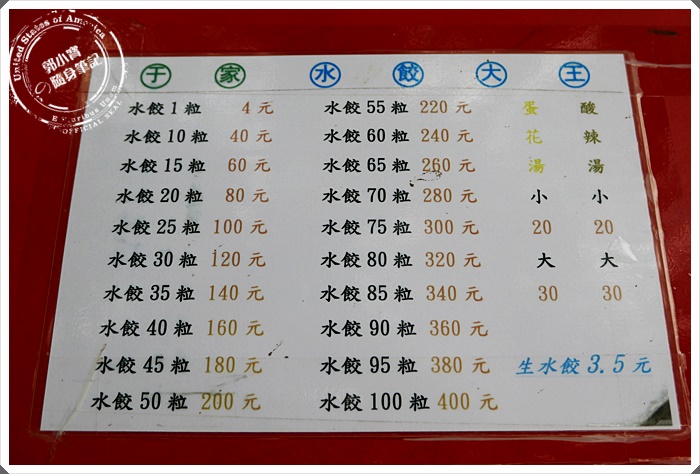 United States of America
郭小寶
の隨身筆記
E Pluribus Unum
OFFICIAL SEAL
于家 水餃大王
水餃 1 粒 4 元
水餃 10 粒 40 元
水餃 15 粒 60 元
水餃 20 粒 80 元
水餃 25 粒 100 元
水餃 30 粒 120 元
水餃 35 粒 140 元
水餃 40 粒 160 元
水餃 45 粒 180 元
水餃 50 粒 200 元
水餃 55 粒 220 元
水餃 60 粒 240 元
水餃 65 粒 260 元
水餃 70 粒 280 元
水餃 75 粒 300 元
水餃 80 粒 320 元
水餃 85 粒 340 元
水餃 90 粒 360 元
水餃 95 粒 380 元
水餃 100 粒 400 元
蛋花湯 小 20 大 30
酸辣湯 小 20 大 30
生水餃 3.5 元